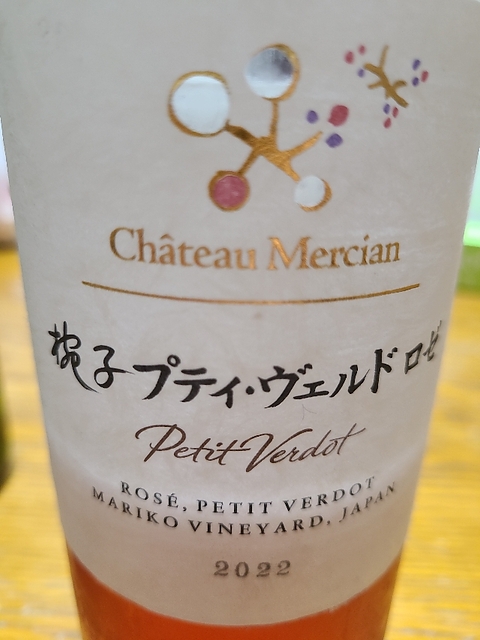 Château Mercian
椀子プティ・ヴェルド ロゼ
Petit Verdot
ROSÉ, PETIT VERDOT
MARIKO VINEYARD, JAPAN
2022